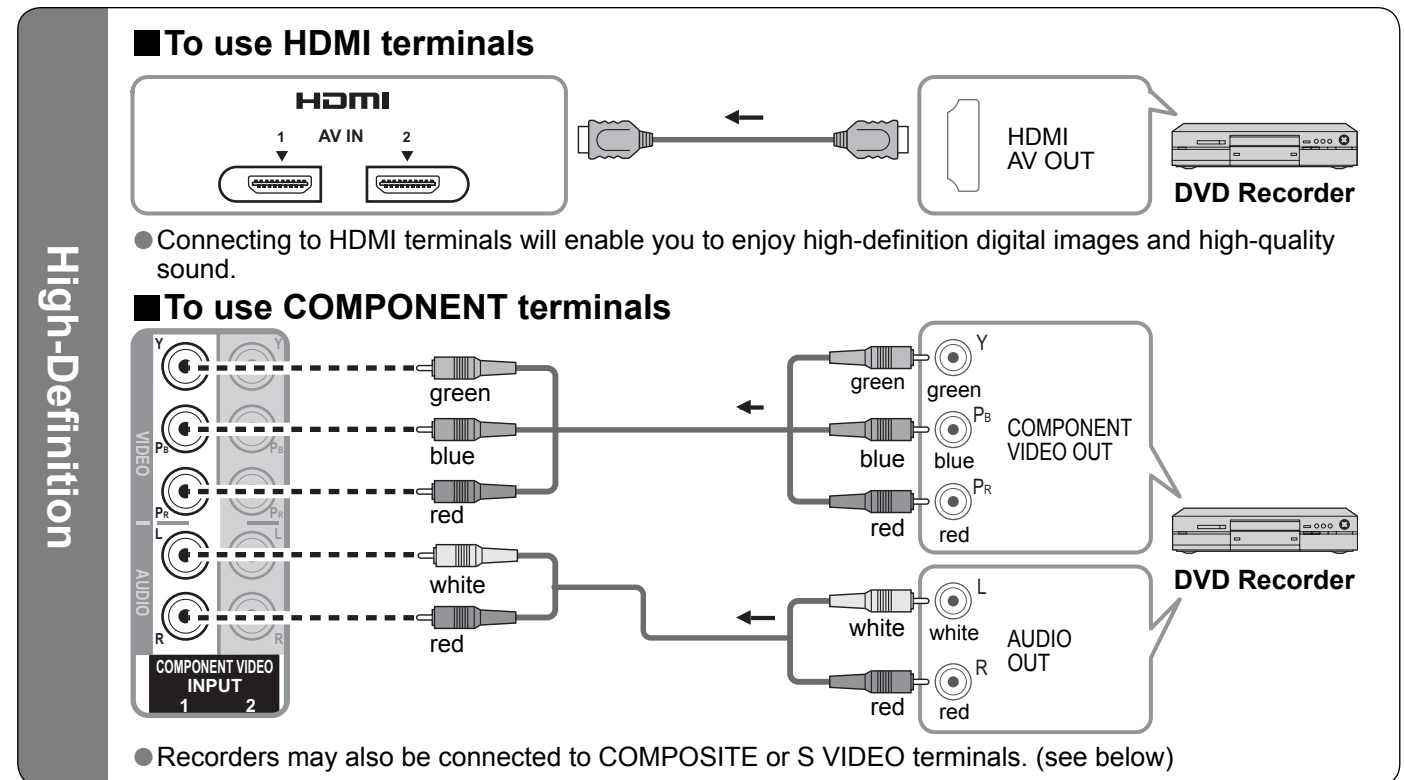 High-Definition
■To use HDMI terminals
HDMI
1 AV IN 2
HDMI
AV OUT
DVD Recorder
●Connecting to HDMI terminals will enable you to enjoy high-definition digital images and high-quality
sound.
■To use COMPONENT terminals
VIDEO
AUDIO
Y Y
PB PB
PR PR
L L
R R
COMPONENT VIDEO
INPUT
1 2
green
blue
red
white
red
green
blue
red
Y
green
PB
blue
PR
red
COMPONENT
VIDEO OUT
white
red
L
white
R
red
AUDIO
OUT
DVD Recorder
●Recorders may also be connected to COMPOSITE or S VIDEO terminals. (see below)